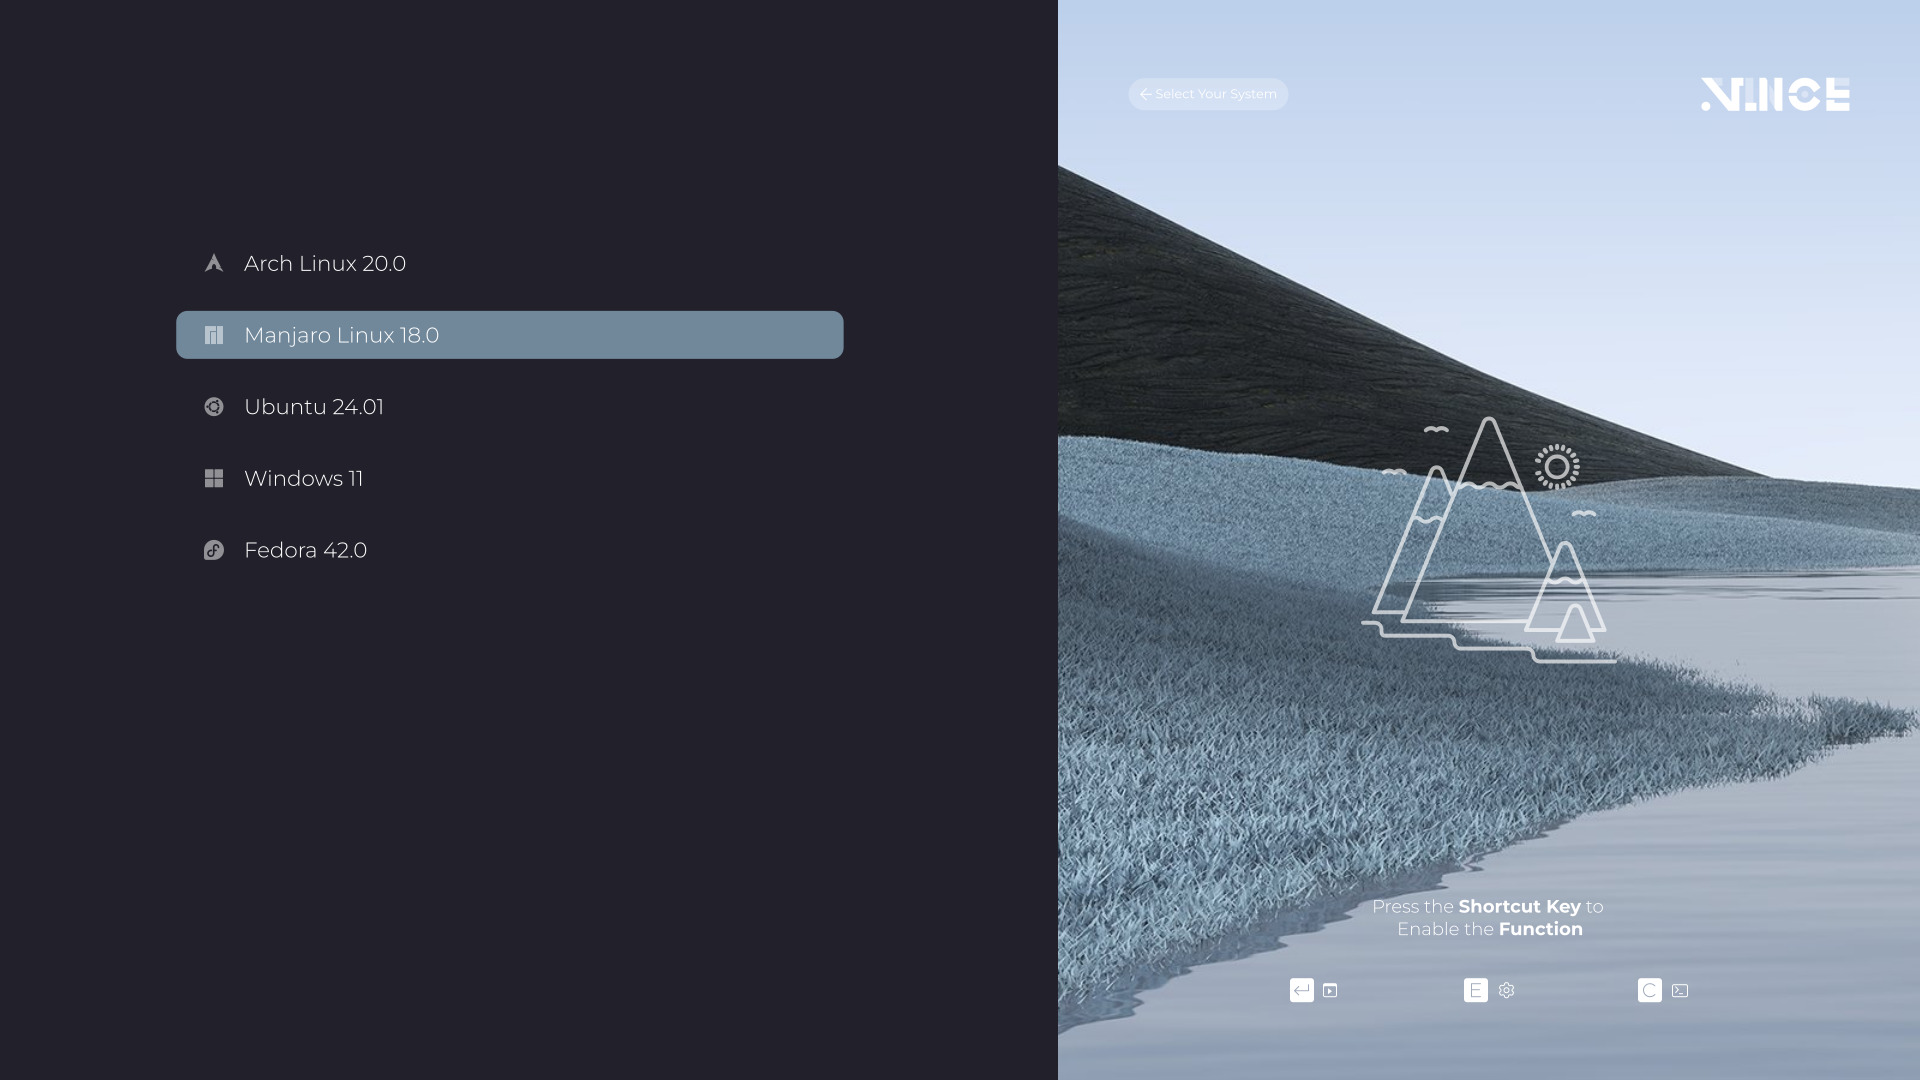 Arch Linux 20.0
Manjaro Linux 18.0
Ubuntu 24.01
Windows 11
Fedora 42.0
← Select Your System
VINCE
Press the Shortcut Key to
Enable the Function
E
C